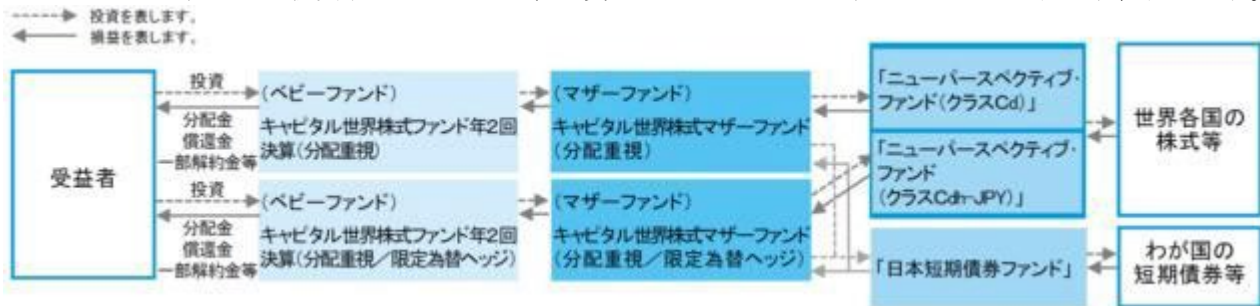 投資を表します。
損益を表します。
受益者
投資
分配金
償還金
一部解約金等
投資
分配金
償還金
一部解約金等
(ベビーファンド)
キャピタル世界株式ファンド年2回
決算(分配重視)
(ベビーファンド)
キャピタル世界株式ファンド年2回
決算(分配重視/限定為替ヘッジ)
(マザーファンド)
キャピタル世界株式マザーファンド
(分配重視)
(マザーファンド)
キャピタル世界株式マザーファンド
(分配重視/限定為替ヘッジ)
「ニューパースペクティブ・
ファンド(クラスCd)」
「ニューパースペクティブ・
ファンド
(クラスCdh-JPY)」
「日本短期債券ファンド」
世界各国の
株式等
わが国の
短期債券等